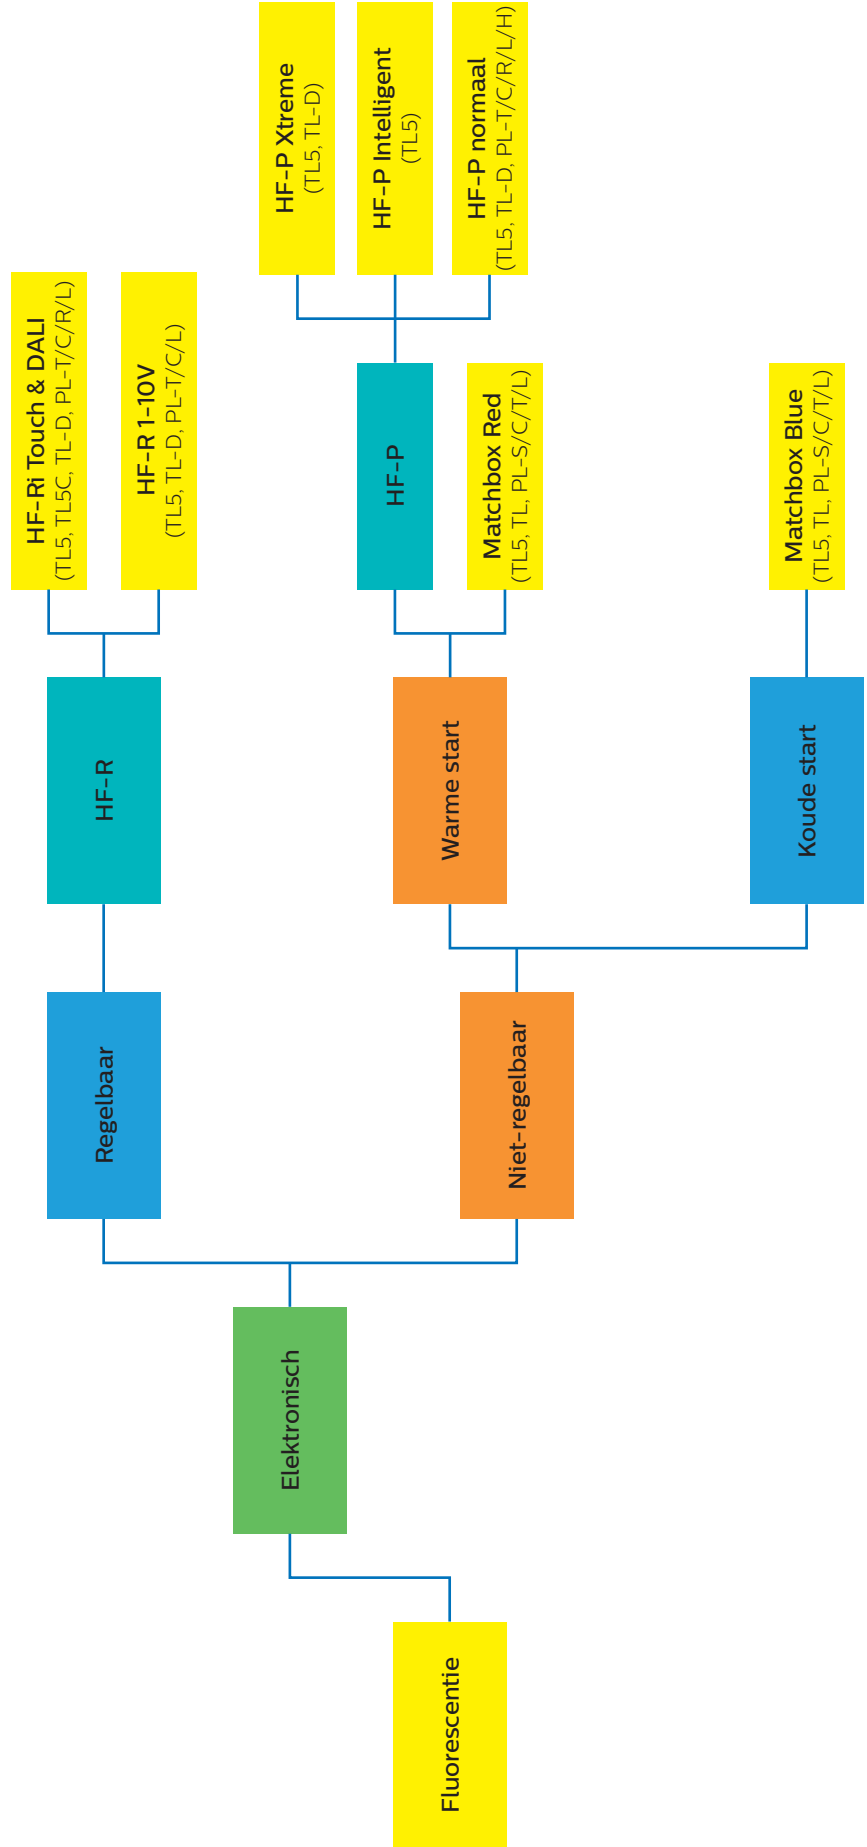 Fluorescentie
Elektronisch
Regelbaar
HF-R
HF-Ri Touch & DALI
(TL5, TL5C, TL-D, PL-T/C/R/L)
HF-R 1-10V
(TL5, TL-D, PL-T/C/L)
Niet-regelbaar
Warme start
HF-P
HF-P Xtreme
(TL5, TL-D)
HF-P Intelligent
(TL5)
HF-P normaal
(TL5, TL-D, PL-T/C/R/L/H)
Matchbox Red
(TL5, TL, PL-S/C/T/L)
Koude start
Matchbox Blue
(TL5, TL, PL-S/C/T/L)